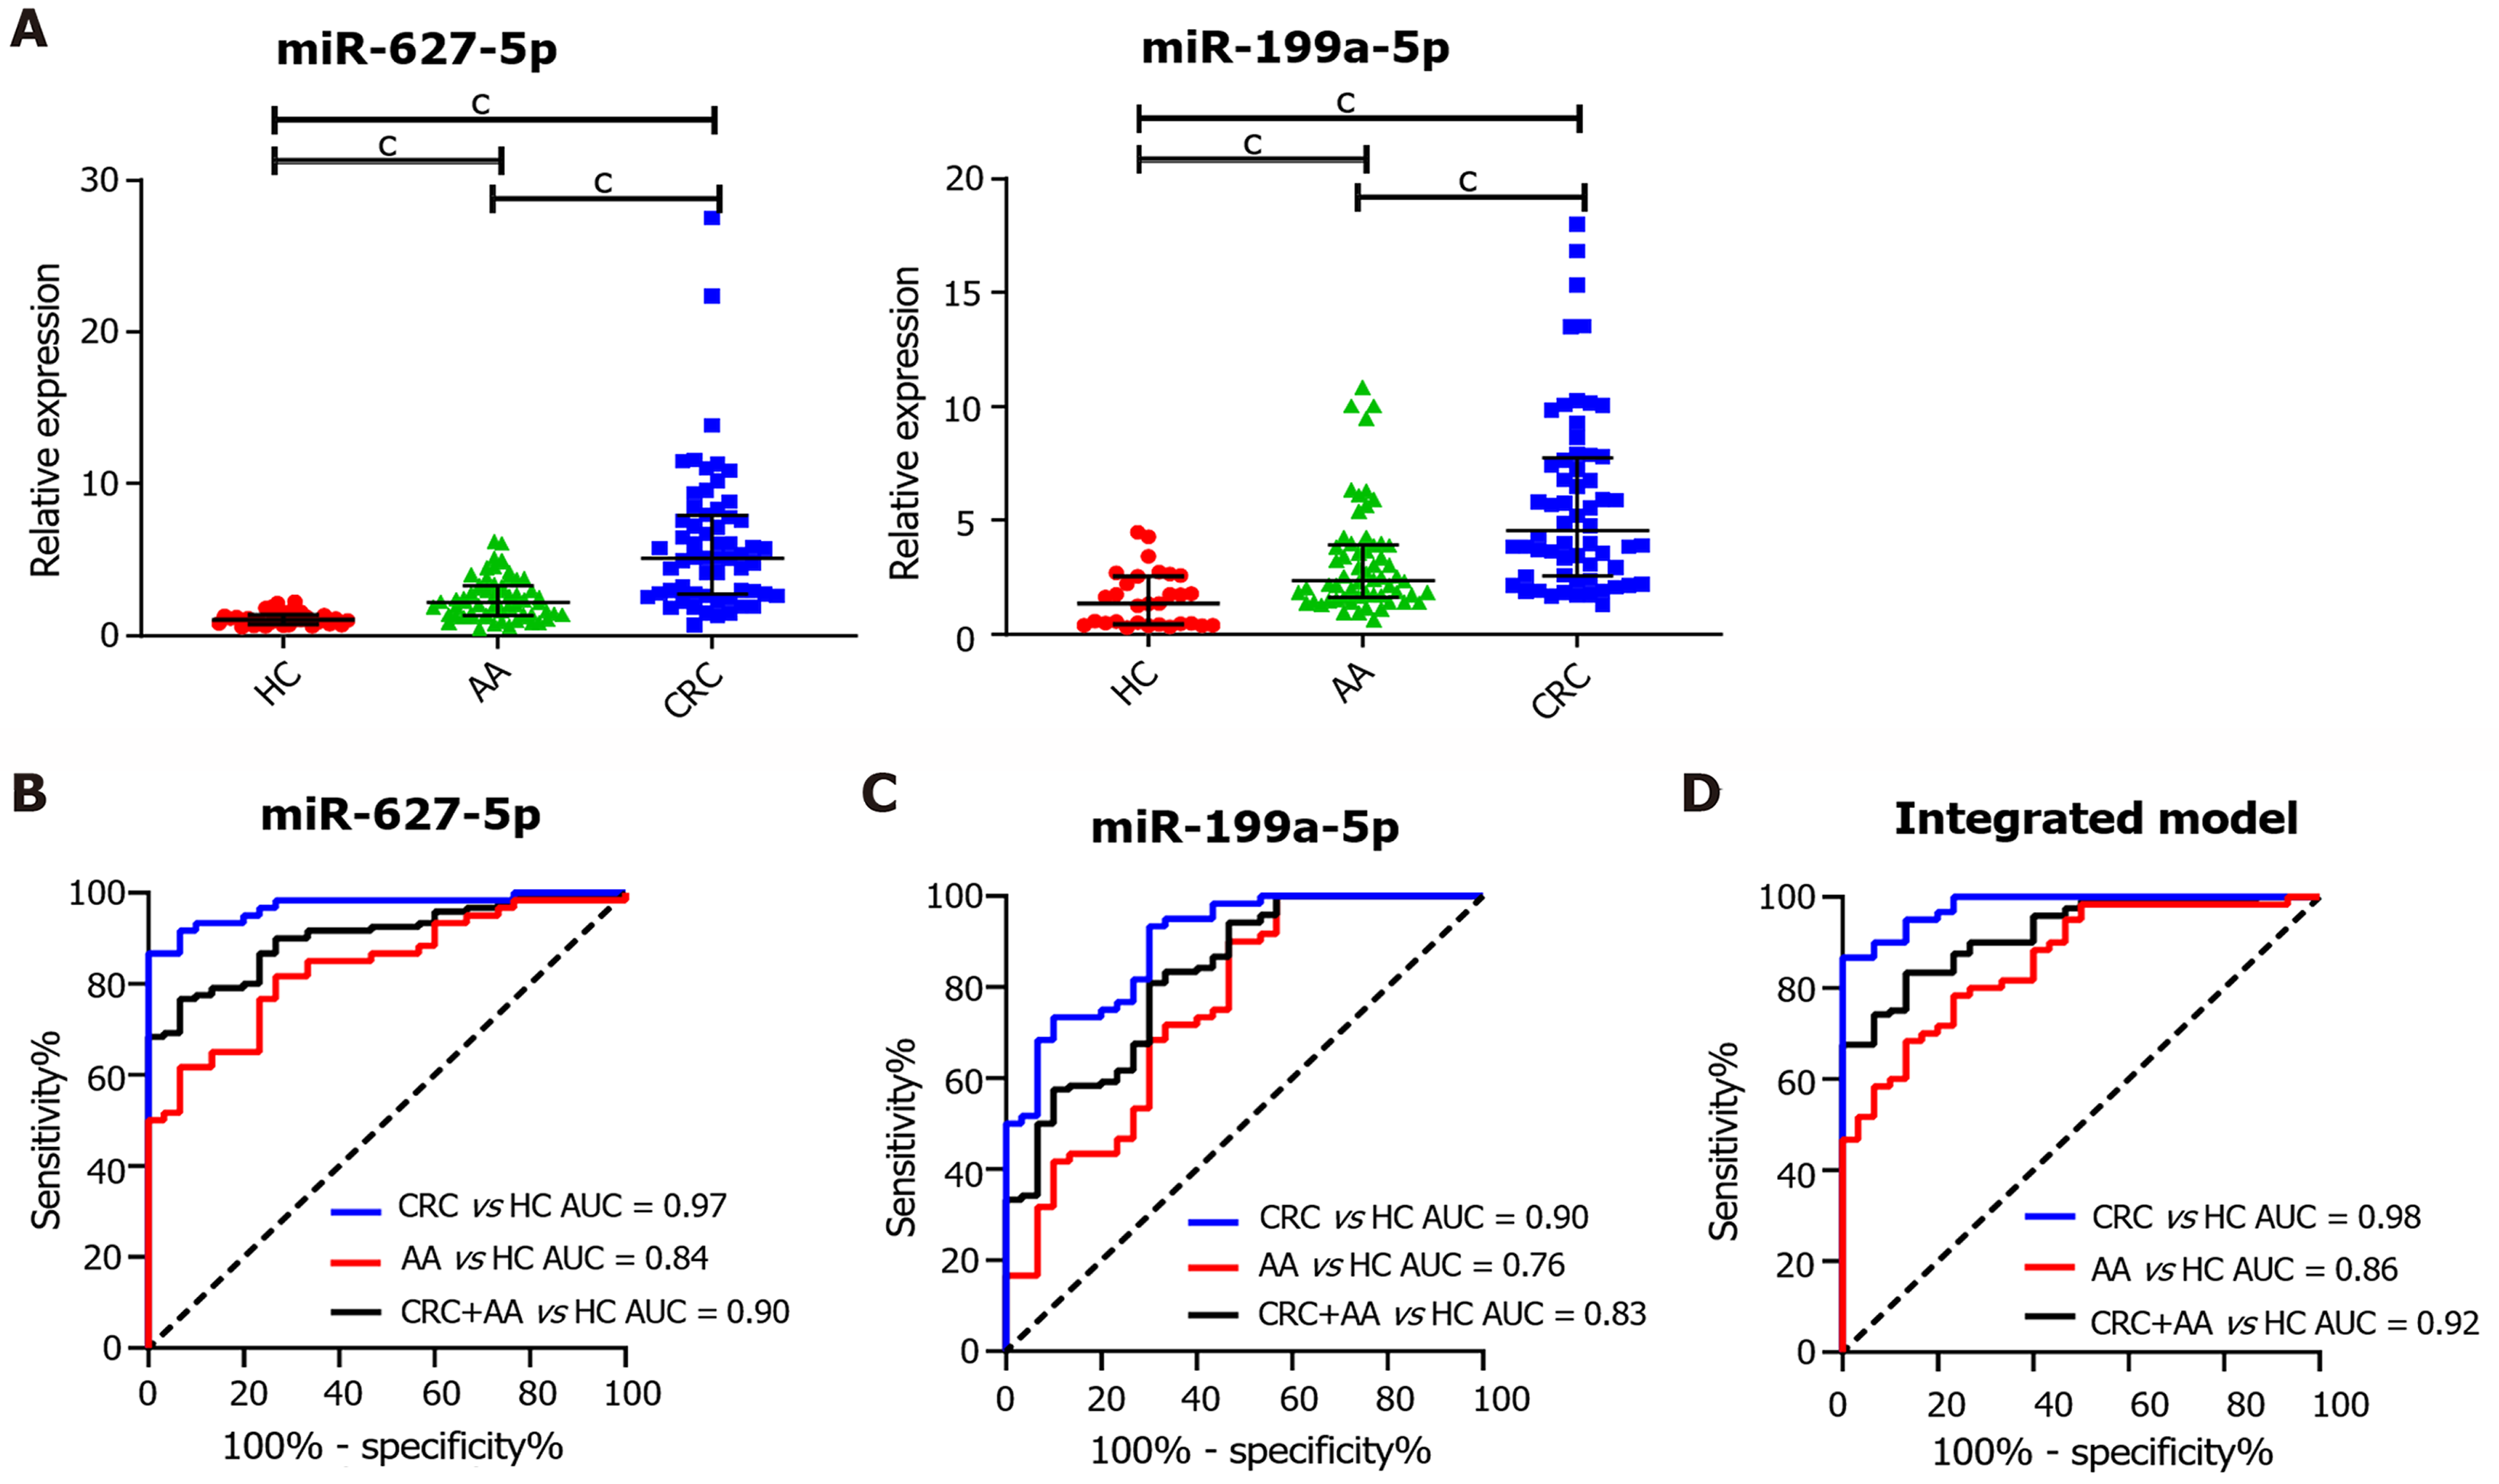 A
miR-627-5p
C
C
C
30
20
10
0
Relative expression
HC
AA
CRC
miR-199a-5p
C
C
C
20
15
10
5
0
Relative expression
HC
AA
CRC
B
miR-627-5p
100
80
60
40
20
0
Sensitivity%
CRC vs HC AUC = 0.97
AA vs HC AUC = 0.84
CRC+AA vs HC AUC = 0.90
0 20 40 60 80 100
100% - specificity%
C
miR-199a-5p
100
80
60
40
20
0
Sensitivity%
CRC vs HC AUC = 0.90
AA vs HC AUC = 0.76
CRC+AA vs HC AUC = 0.83
0 20 40 60 80 100
100% - specificity%
D
Integrated model
100
80
60
40
20
0
Sensitivity%
CRC vs HC AUC = 0.98
AA vs HC AUC = 0.86
CRC+AA vs HC AUC = 0.92
0 20 40 60 80 100
100% - specificity%